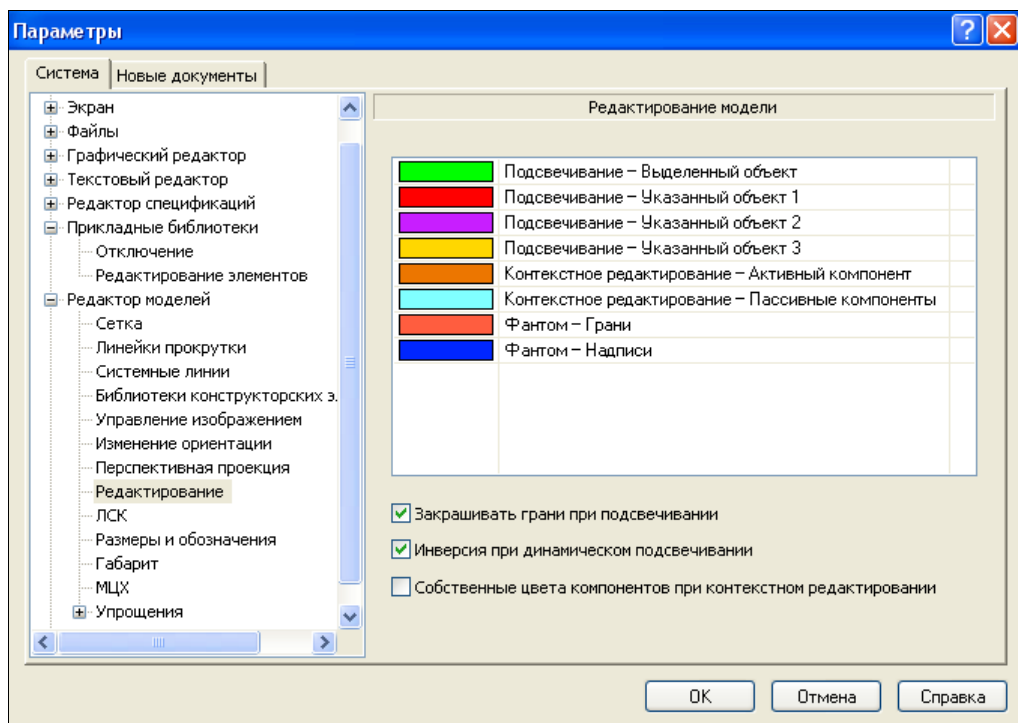 Параметры
Система
Новые документы
Экран
Файлы
Графический редактор
Текстовый редактор
Редактор спецификаций
Прикладные библиотеки
Отключение
Редактирование элементов
Редактор моделей
Сетка
Линейки прокрутки
Системные линии
Библиотеки конструкторских э.
Управление изображением
Изменение ориентации
Перспективная проекция
Редактирование
ЛСК
Размеры и обозначения
Габарит
МЦХ
Упрощения
Редактирование модели
Подсвечивание – Выделенный объект
Подсвечивание – Указанный объект 1
Подсвечивание – Указанный объект 2
Подсвечивание – Указанный объект 3
Контекстное редактирование – Активный компонент
Контекстное редактирование – Пассивные компоненты
Фантом – Грани
Фантом – Надписи
Закрашивать грани при подсвечивании
Инверсия при динамическом подсвечивании
Собственные цвета компонентов при контекстном редактировании
ОК
Отмена
Справка